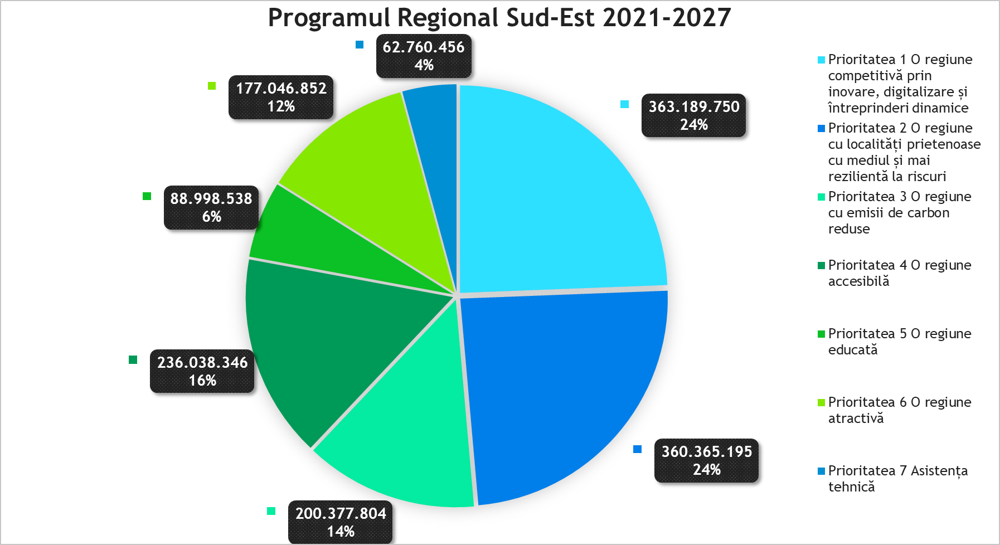 Programul Regional Sud-Est 2021-2027
62.760.456
4%
177.046.852
12%
363.189.750
24%
88.998.538
6%
236.038.346
16%
360.365.195
24%
200.377.804
14%
Prioritatea 1 O regiune
competitivă prin
inovare, digitalizare și
întreprinderi dinamice
Prioritatea 2 O regiune
cu localități prietenoase
cu mediul și mai
rezilientă la riscuri
Prioritatea 3 O regiune
cu emisii de carbon
reduse
Prioritatea 4 O regiune
accesibilă
Prioritatea 5 O regiune
educată
Prioritatea 6 O regiune
atractivă
Prioritatea 7 Asistența
tehnică